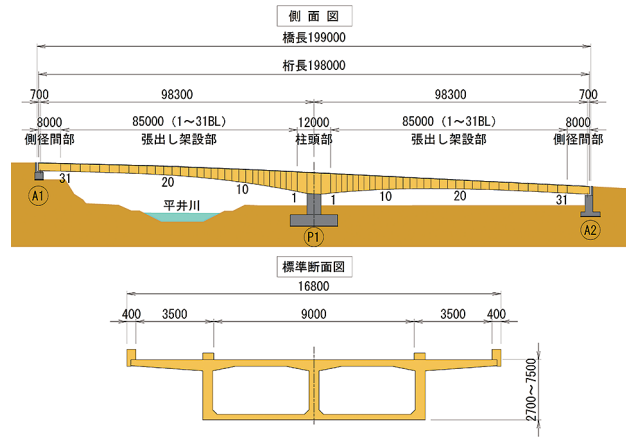 側面図
橋長199000
桁長198000
700 98300 98300 700
8000 85000（1〜31BL） 12000 85000（1〜31BL） 8000
側径間部 張出し架設部 柱頭部 張出し架設部 側径間部
31 20 10 1 1 10 20 31
A1 平井川 P1 A2
標準断面図
16800
400 3500 9000 3500 400
2700〜7500